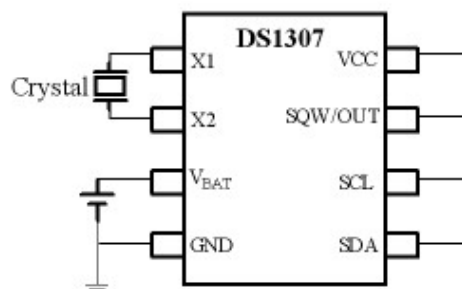 DS1307
X1
VCC
Crystal
X2
SQW/OUT
VBAT
SCL
GND
SDA